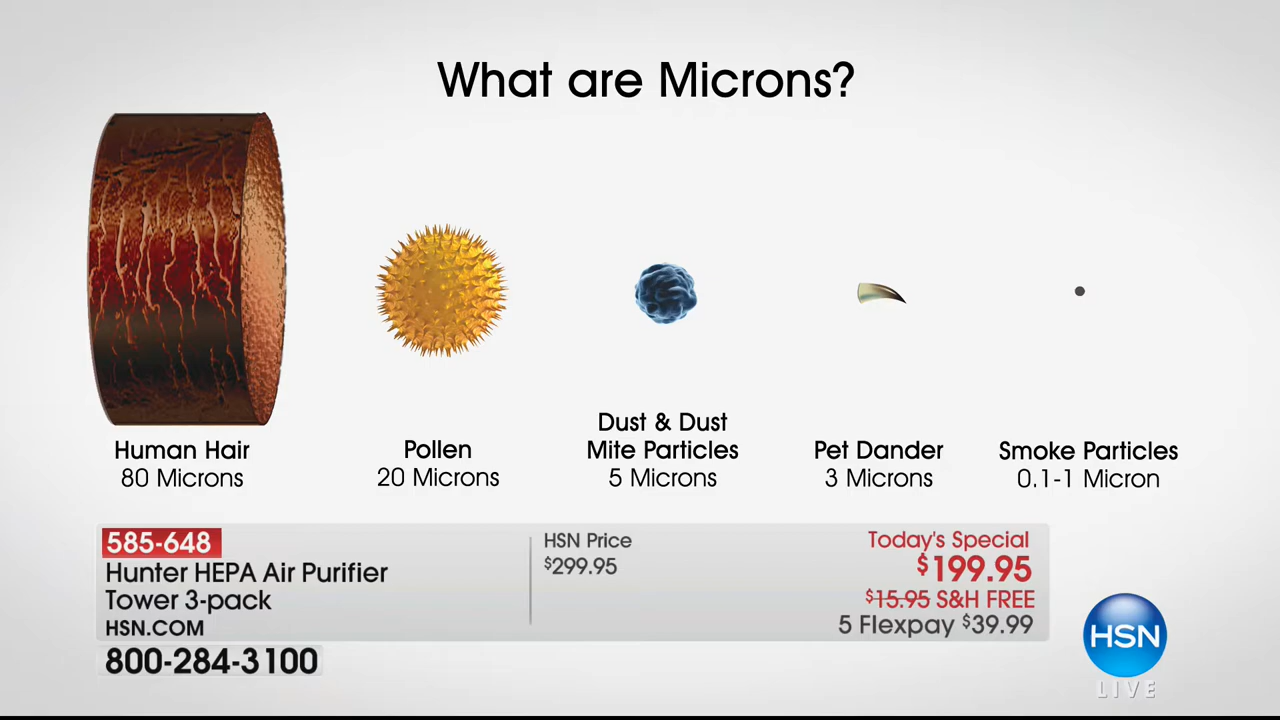 What are Microns?
Human Hair
80 Microns
Pollen
20 Microns
Dust & Dust
Mite Particles
5 Microns
Pet Dander
3 Microns
Smoke Particles
0.1-1 Micron
585-648
Hunter HEPA Air Purifier
Tower 3-pack
HSN.COM
800-284-3100
HSN Price
$299.95
Today's Special
$199.95
$15.95 S&H FREE
5 Flexpay $39.99
HSN
LIVE